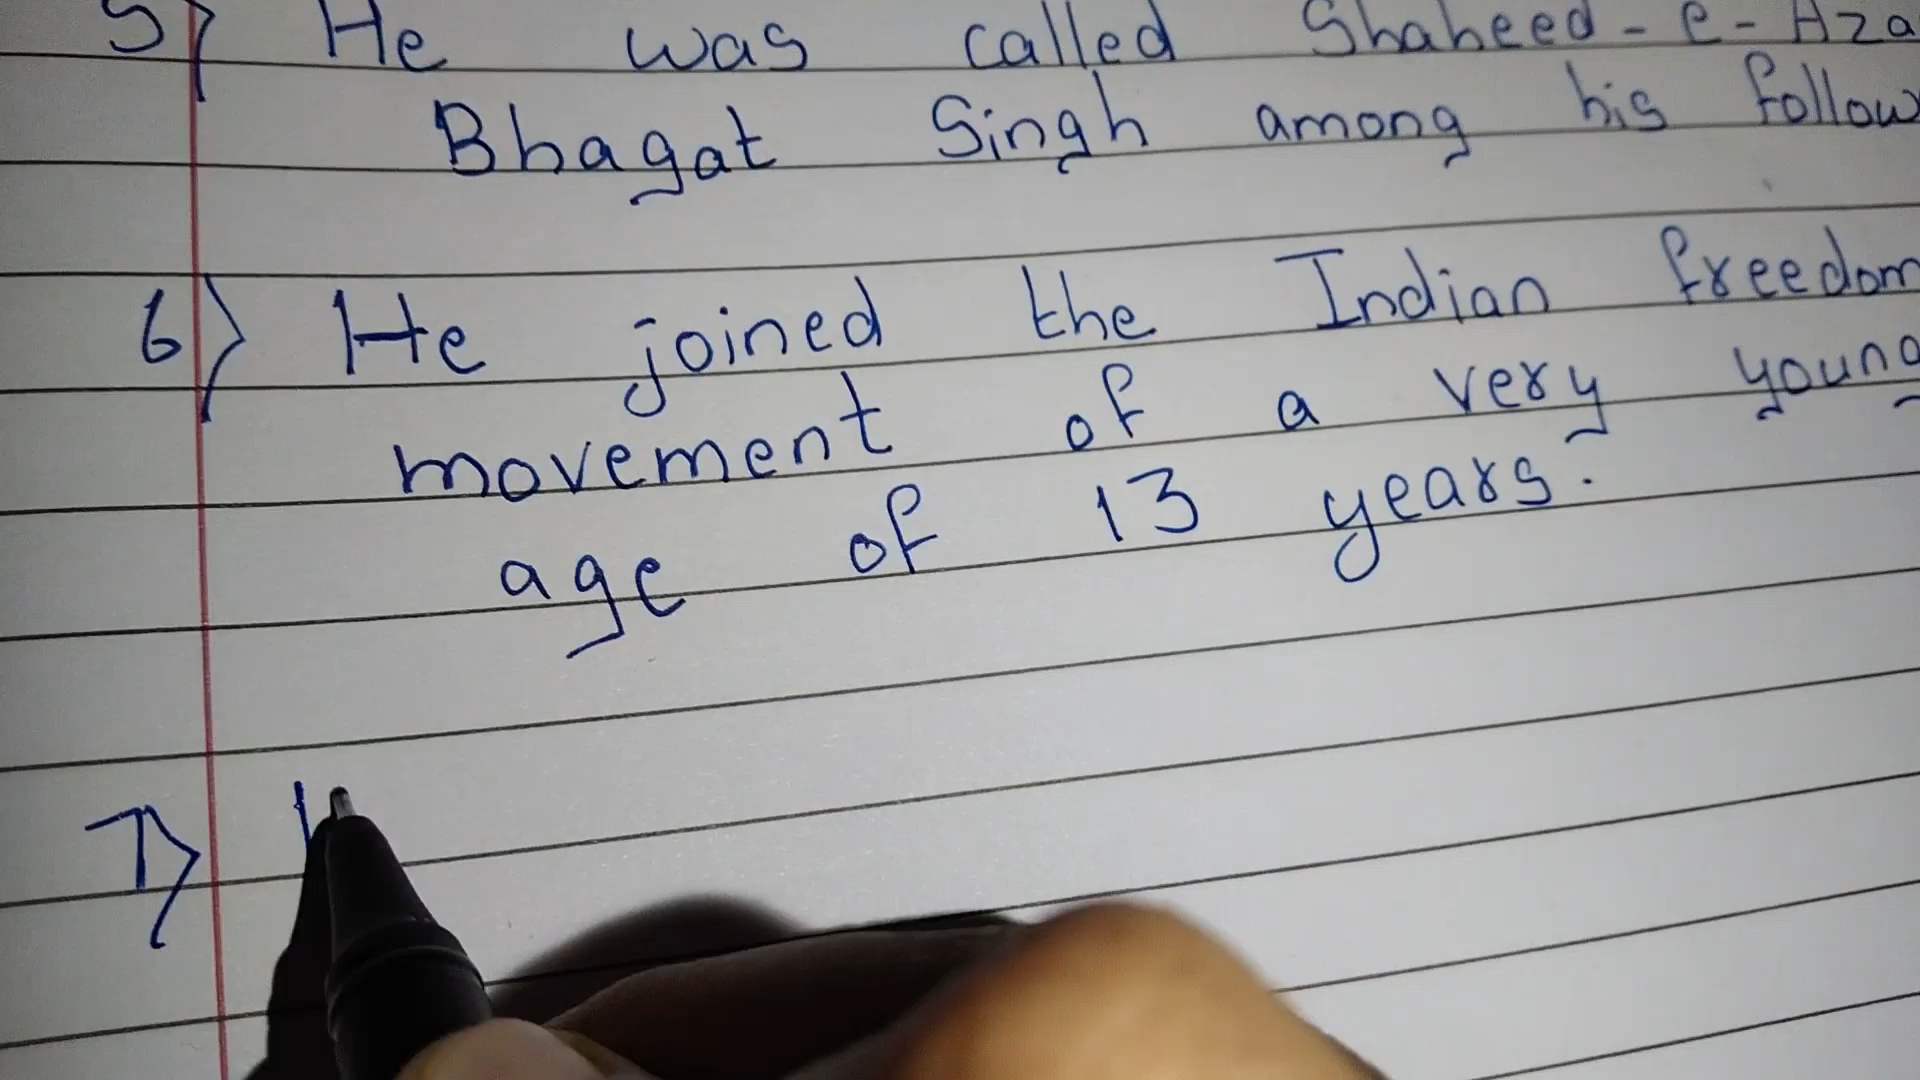 5) He was called Shaheed-e-Aza
Bhagat Singh among his follow
6) He joined the Indian freedom
movement of a very young
age of 13 years.
7)